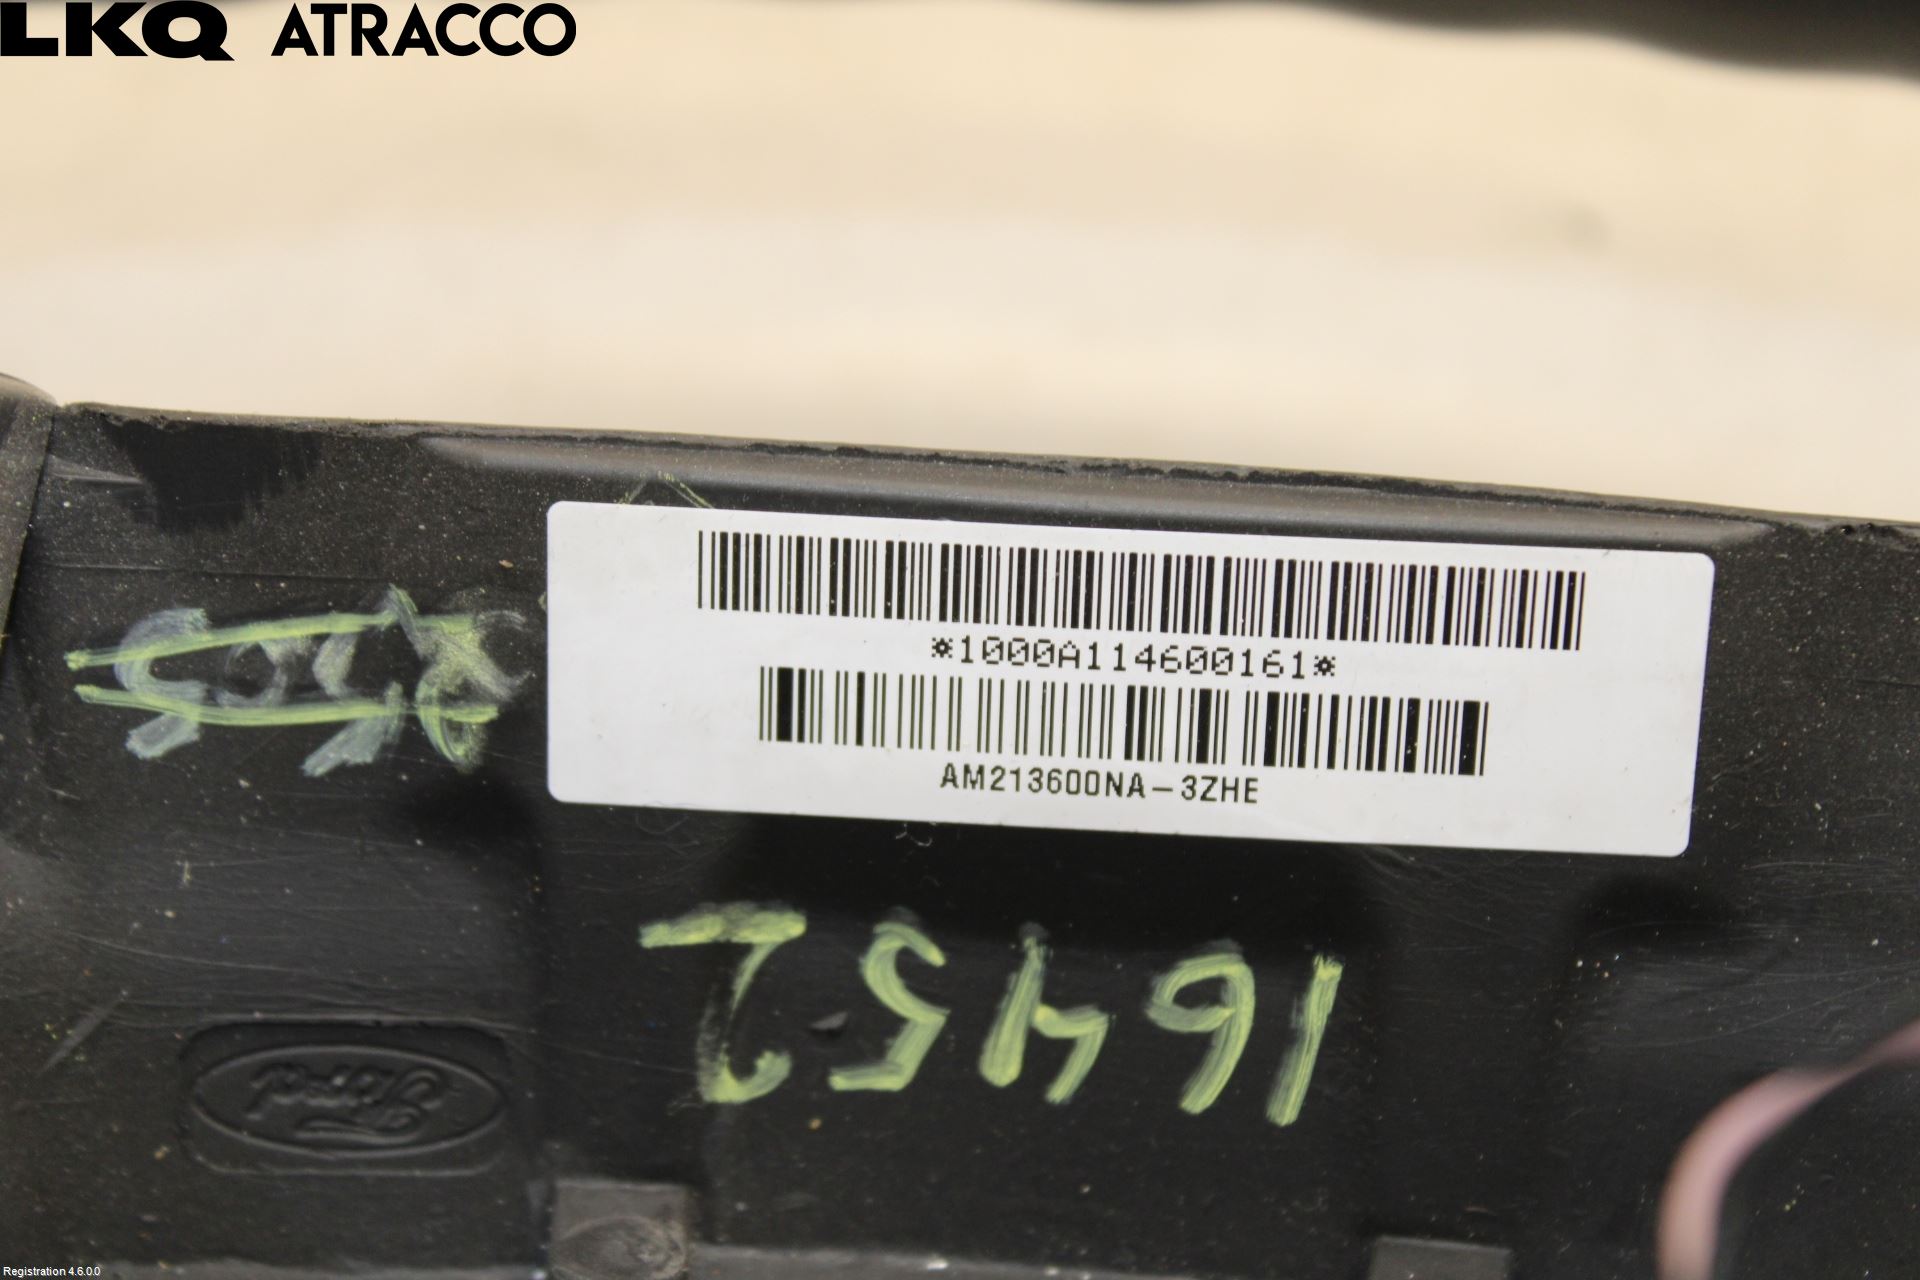 LKQ ATRACCO
*1000A114600161*
AM213600NA-3ZHE
16452
Ford
Registration 4.6.0.0